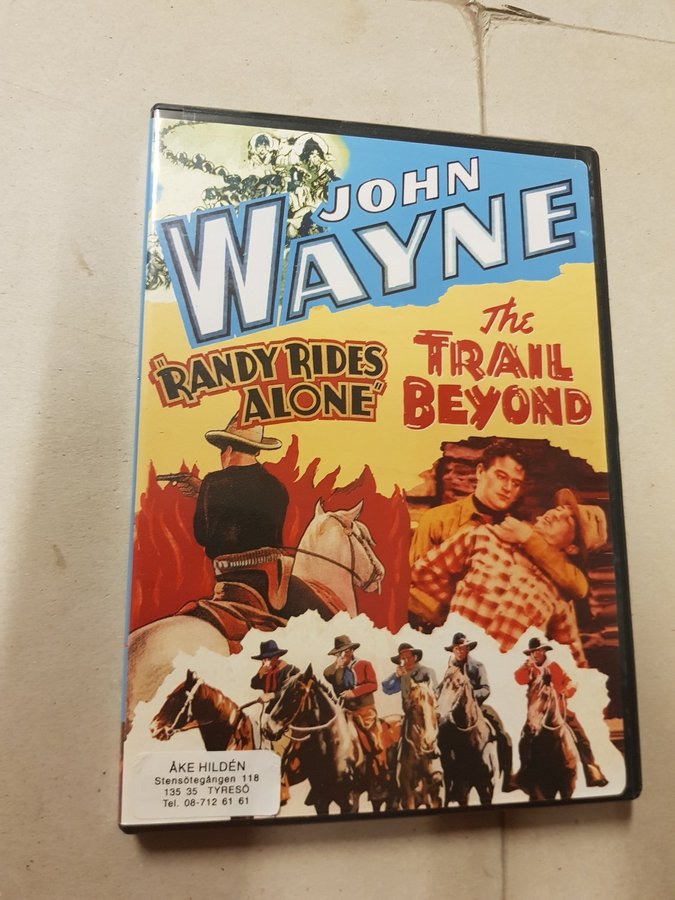 JOHN
WAYNE
"RANDY RIDES
ALONE"
The
TRAIL
BEYOND
ÅKE HILDÉN
Stensötegången 118
135 35 TYRESÖ
Tel. 08-712 61 61